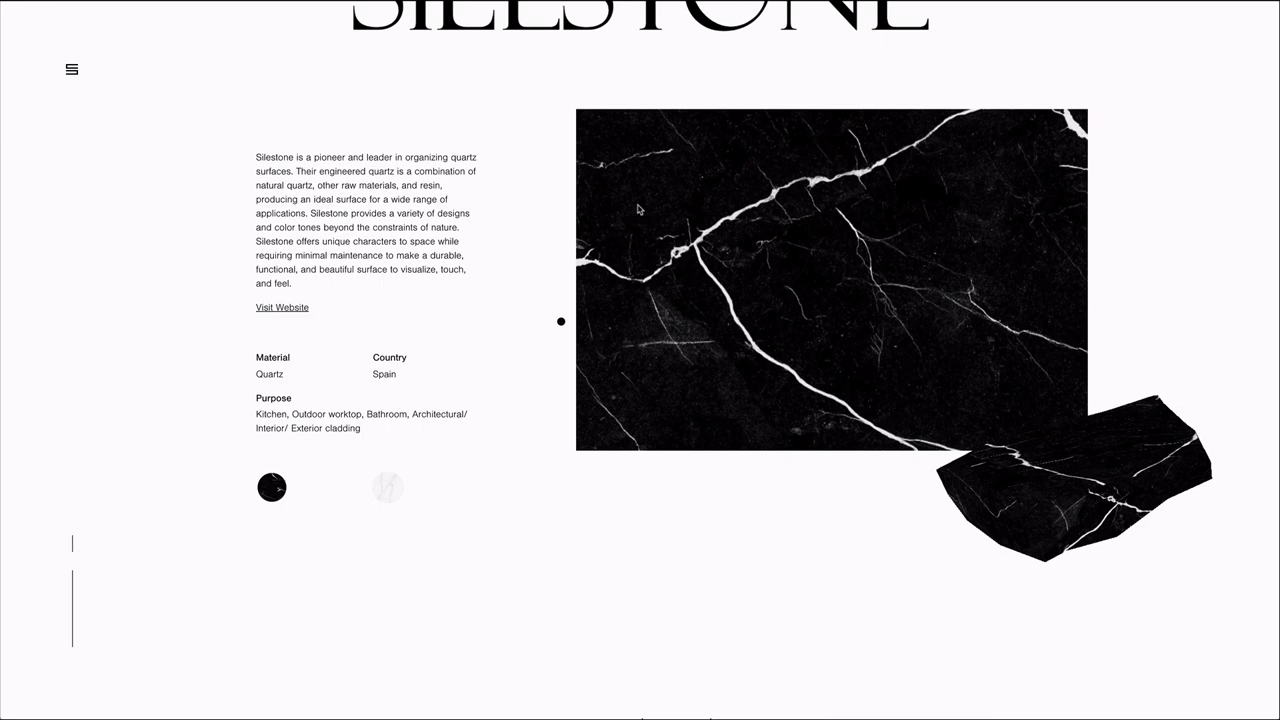 SILESTONE
Silestone is a pioneer and leader in organizing quartz
surfaces. Their engineered quartz is a combination of
natural quartz, other raw materials, and resin,
producing an ideal surface for a wide range of
applications. Silestone provides a variety of designs
and color tones beyond the constraints of nature.
Silestone offers unique characters to space while
requiring minimal maintenance to make a durable,
functional, and beautiful surface to visualize, touch,
and feel.
Visit Website
Material Country
Quartz Spain
Purpose
Kitchen, Outdoor worktop, Bathroom, Architectural/
Interior/ Exterior cladding